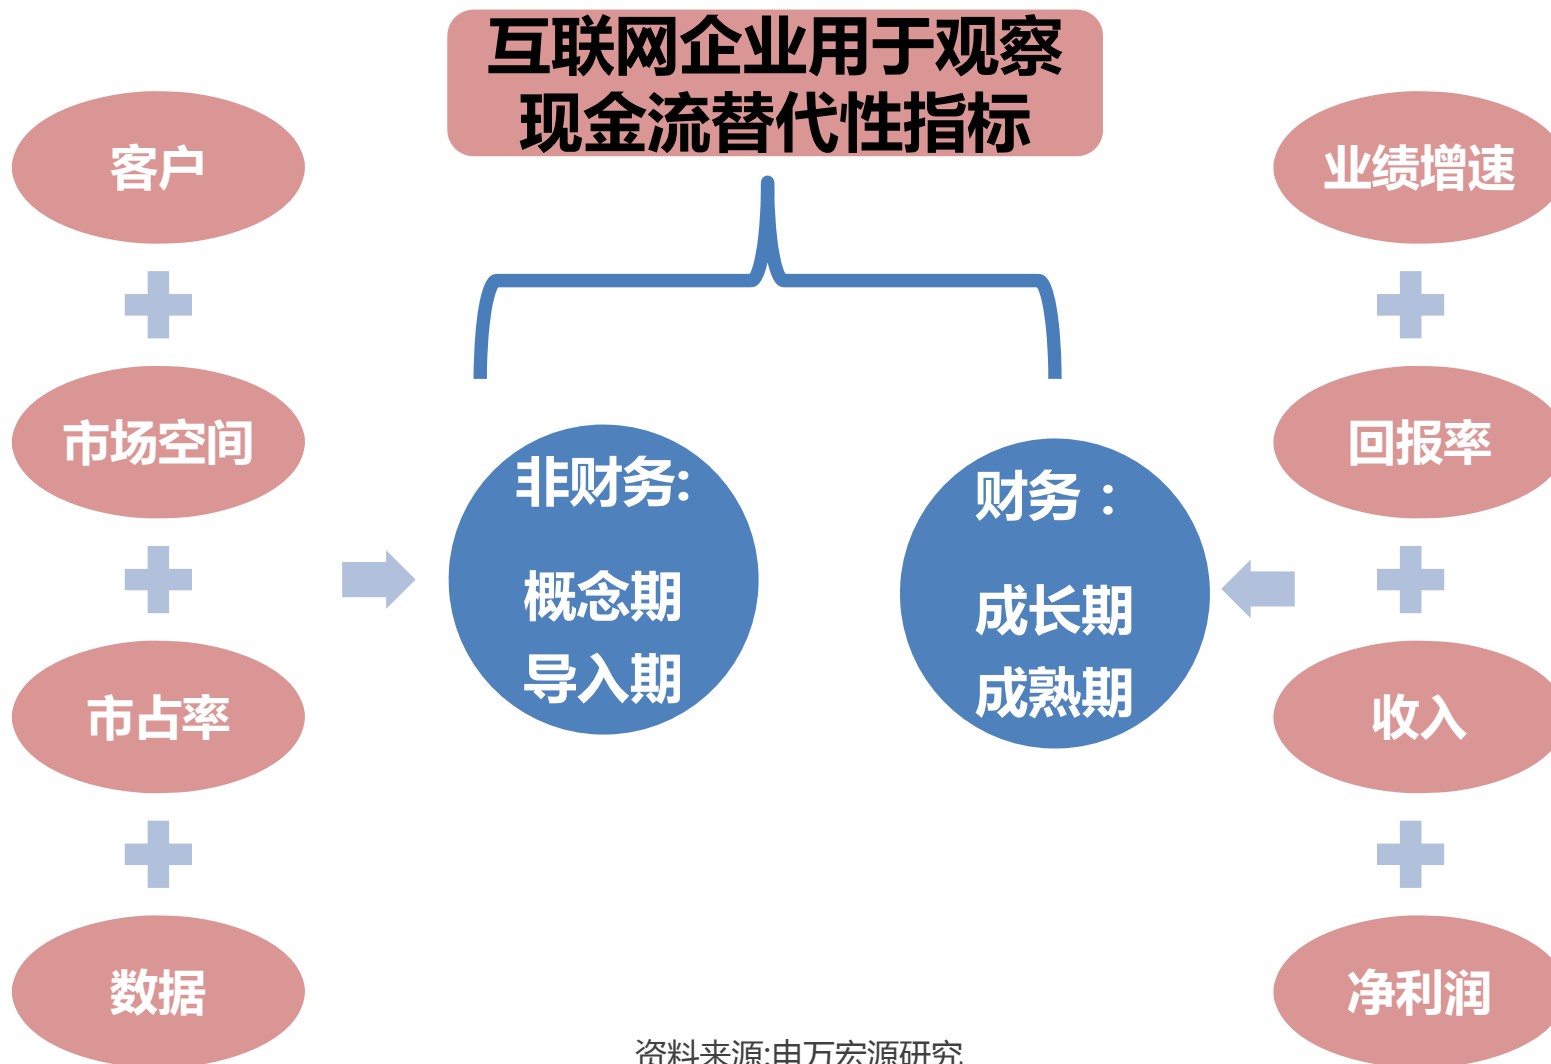 互联网企业用于观察
现金流替代性指标
客户
市场空间
市占率
数据
非财务:
概念期
导入期
财务：
成长期
成熟期
业绩增速
回报率
收入
净利润
资料来源:申万宏源研究